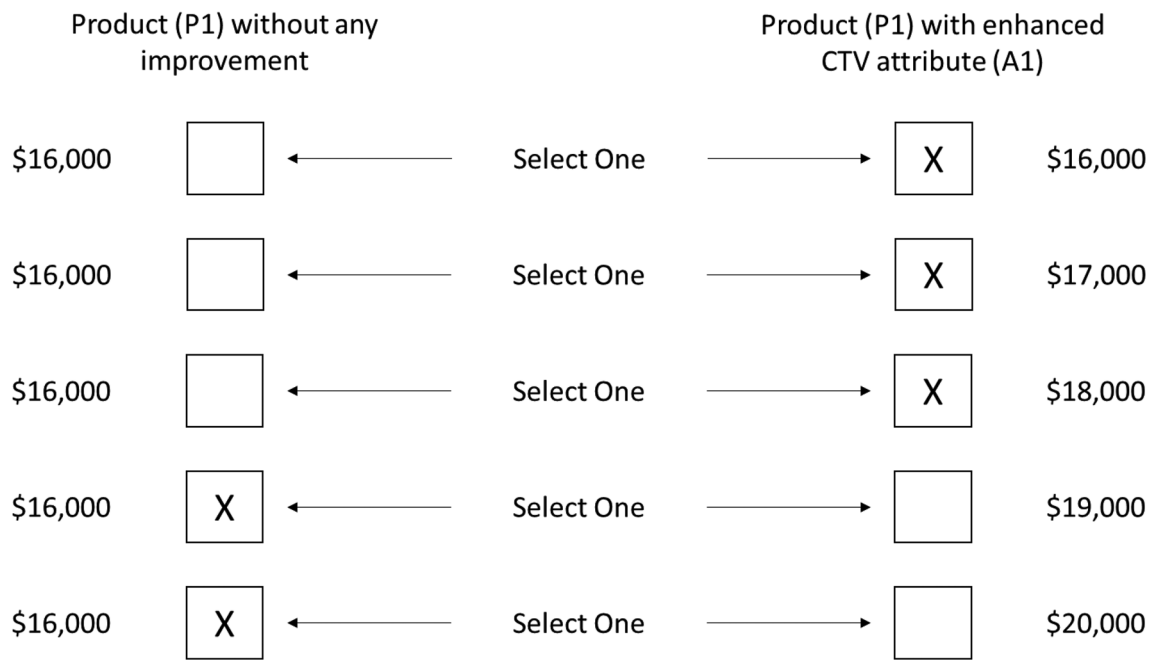 Product (P1) without any
improvement
Product (P1) with enhanced
CTV attribute (A1)
$16,000 Select One X $16,000
$16,000 Select One X $17,000
$16,000 Select One X $18,000
$16,000 X Select One $19,000
$16,000 X Select One $20,000